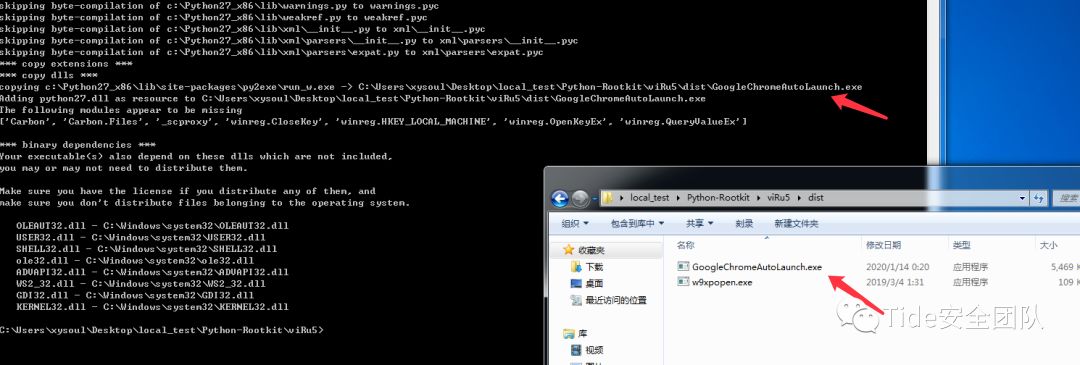 skipping byte-compilation of c:\Python27_x86\lib\warnings.py to warnings.pyc
skipping byte-compilation of c:\Python27_x86\lib\weakref.py to weakref.pyc
skipping byte-compilation of c:\Python27_x86\lib\xml\__init__.py to xml\__init__.pyc
skipping byte-compilation of c:\Python27_x86\lib\xml\parsers\__init__.py to xml\parsers\__init__.pyc
skipping byte-compilation of c:\Python27_x86\lib\xml\parsers\expat.py to xml\parsers\expat.pyc
*** copy extensions ***
*** copy dlls ***
copying c:\Python27_x86\lib\site-packages\py2exe\run_w.exe -> C:\Users\xysoul\Desktop\local_test\Python-Rootkit\viRu5\dist\GoogleChromeAutoLaunch.exe
Adding python27.dll as resource to C:\Users\xysoul\Desktop\local_test\Python-Rootkit\viRu5\dist\GoogleChromeAutoLaunch.exe
The following modules appear to be missing
['Carbon', 'Carbon.Files', '_scproxy', 'winreg.CloseKey', 'winreg.HKEY_LOCAL_MACHINE', 'winreg.OpenKeyEx', 'winreg.QueryValueEx']
*** binary dependencies ***
Your executable(s) also depend on these dlls which are not included,
you may or may not need to distribute them.
Make sure you have the license if you distribute any of them, and
make sure you don't distribute files belonging to the operating system.
OLEAUT32.dll - C:\Windows\system32\OLEAUT32.dll
USER32.dll - C:\Windows\system32\USER32.dll
SHELL32.dll - C:\Windows\system32\SHELL32.dll
ole32.dll - C:\Windows\system32\ole32.dll
ADVAPI32.dll - C:\Windows\system32\ADVAPI32.dll
WS2_32.dll - C:\Windows\system32\WS2_32.dll
GDI32.dll - C:\Windows\system32\GDI32.dll
KERNEL32.dll - C:\Windows\system32\KERNEL32.dll
C:\Users\xysoul\Desktop\local_test\Python-Rootkit\viRu5>
local_test Python-Rootkit viRu5 dist 搜索
组织 包含到库中 共享 刻录 新建文件夹
收藏夹
下载
桌面
最近访问的位置
库
视频
名称 修改日期 类型 大小
GoogleChromeAutoLaunch.exe 2020/1/14 0:20 应用程序 5,469 K
w9xpopen.exe 2019/3/4 1:31 应用程序 109 K
Tide安全团队